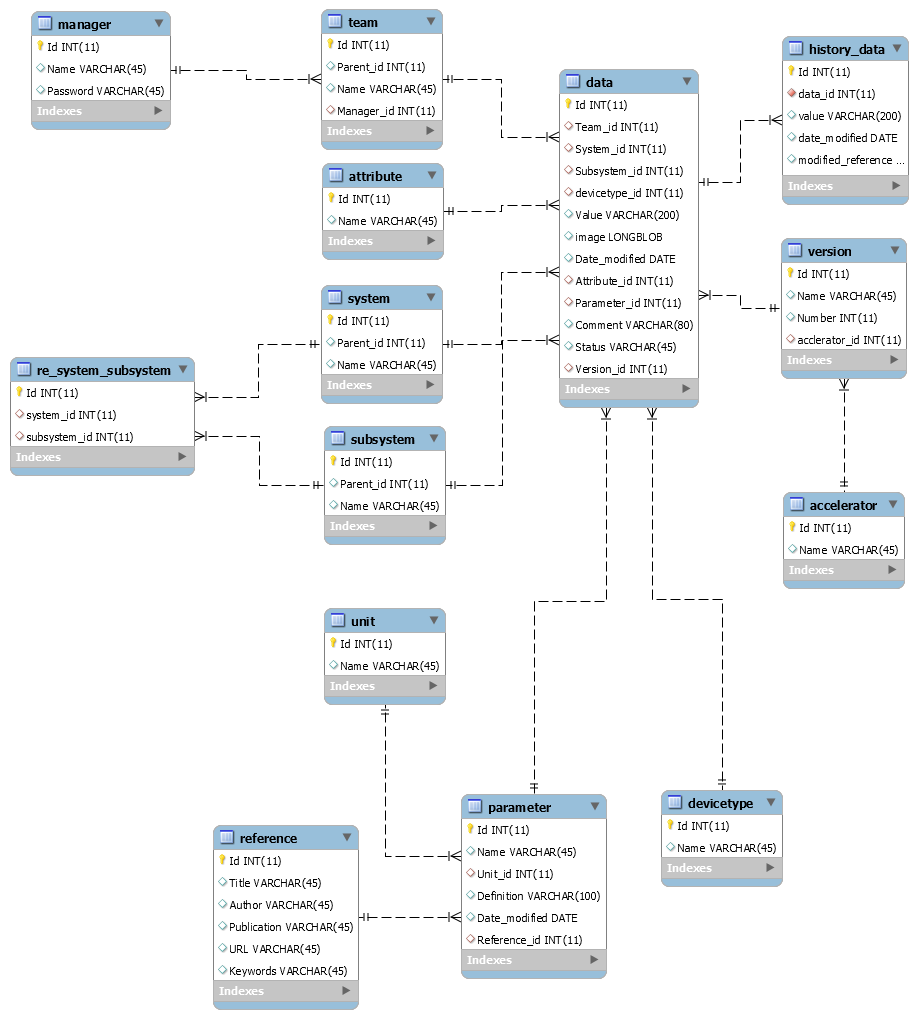 manager
Id INT(11)
Name VARCHAR(45)
Password VARCHAR(45)
Indexes
team
Id INT(11)
Parent_id INT(11)
Name VARCHAR(45)
Manager_id INT(11)
Indexes
attribute
Id INT(11)
Name VARCHAR(45)
Indexes
system
Id INT(11)
Parent_id INT(11)
Name VARCHAR(45)
Indexes
re_system_subsystem
Id INT(11)
system_id INT(11)
subsystem_id INT(11)
Indexes
subsystem
Id INT(11)
Parent_id INT(11)
Name VARCHAR(45)
Indexes
data
Id INT(11)
Team_id INT(11)
System_id INT(11)
Subsystem_id INT(11)
devicetype_id INT(11)
Value VARCHAR(200)
image LONGBLOB
Date_modified DATE
Attribute_id INT(11)
Parameter_id INT(11)
Comment VARCHAR(80)
Status VARCHAR(45)
Version_id INT(11)
Indexes
history_data
Id INT(11)
data_id INT(11)
value VARCHAR(200)
date_modified DATE
modified_reference ...
Indexes
version
Id INT(11)
Name VARCHAR(45)
Number INT(11)
acclerator_id INT(11)
Indexes
accelerator
Id INT(11)
Name VARCHAR(45)
Indexes
unit
Id INT(11)
Name VARCHAR(45)
Indexes
reference
Id INT(11)
Title VARCHAR(45)
Author VARCHAR(45)
Publication VARCHAR(45)
URL VARCHAR(45)
Keywords VARCHAR(45)
Indexes
parameter
Id INT(11)
Name VARCHAR(45)
Unit_id INT(11)
Definition VARCHAR(100)
Date_modified DATE
Reference_id INT(11)
Indexes
devicetype
Id INT(11)
Name VARCHAR(45)
Indexes